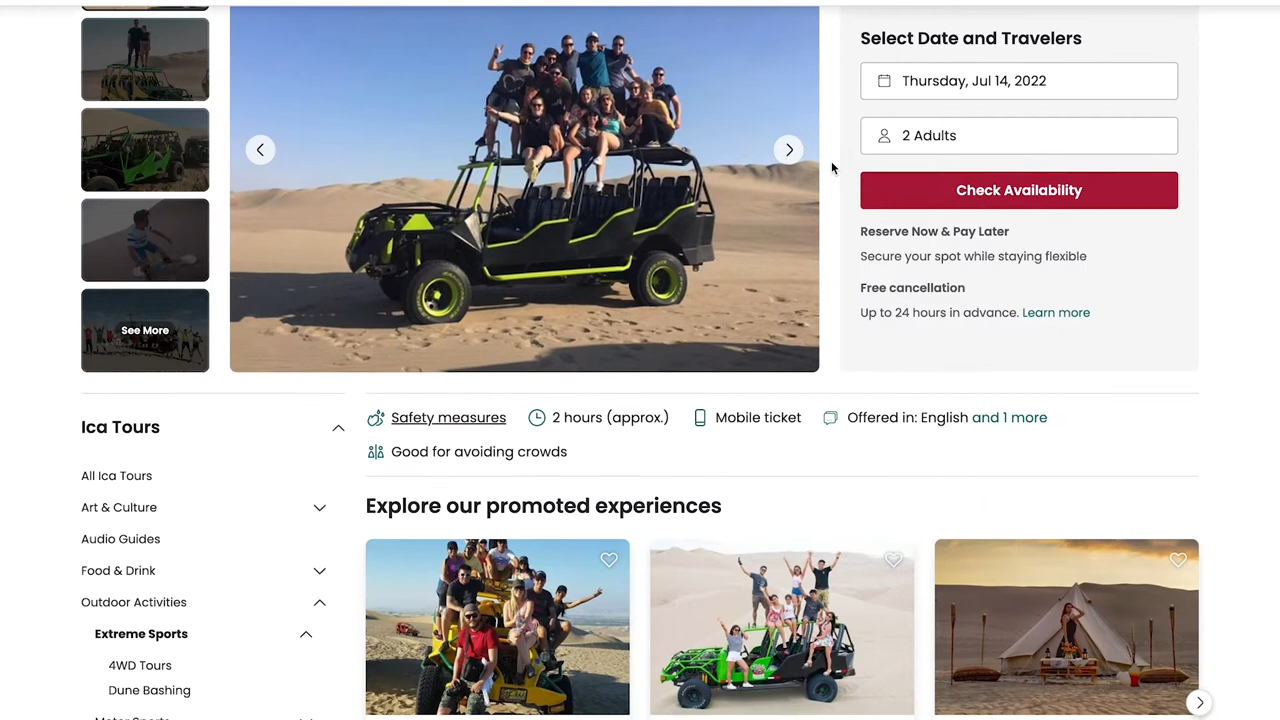 Select Date and Travelers
Thursday, Jul 14, 2022
2 Adults
Check Availability
Reserve Now & Pay Later
Secure your spot while staying flexible
Free cancellation
Up to 24 hours in advance. Learn more
See More
Ica Tours
All Ica Tours
Art & Culture
Audio Guides
Food & Drink
Outdoor Activities
Extreme Sports
4WD Tours
Dune Bashing
Safety measures
2 hours (approx.)
Mobile ticket
Offered in: English and 1 more
Good for avoiding crowds
Explore our promoted experiences